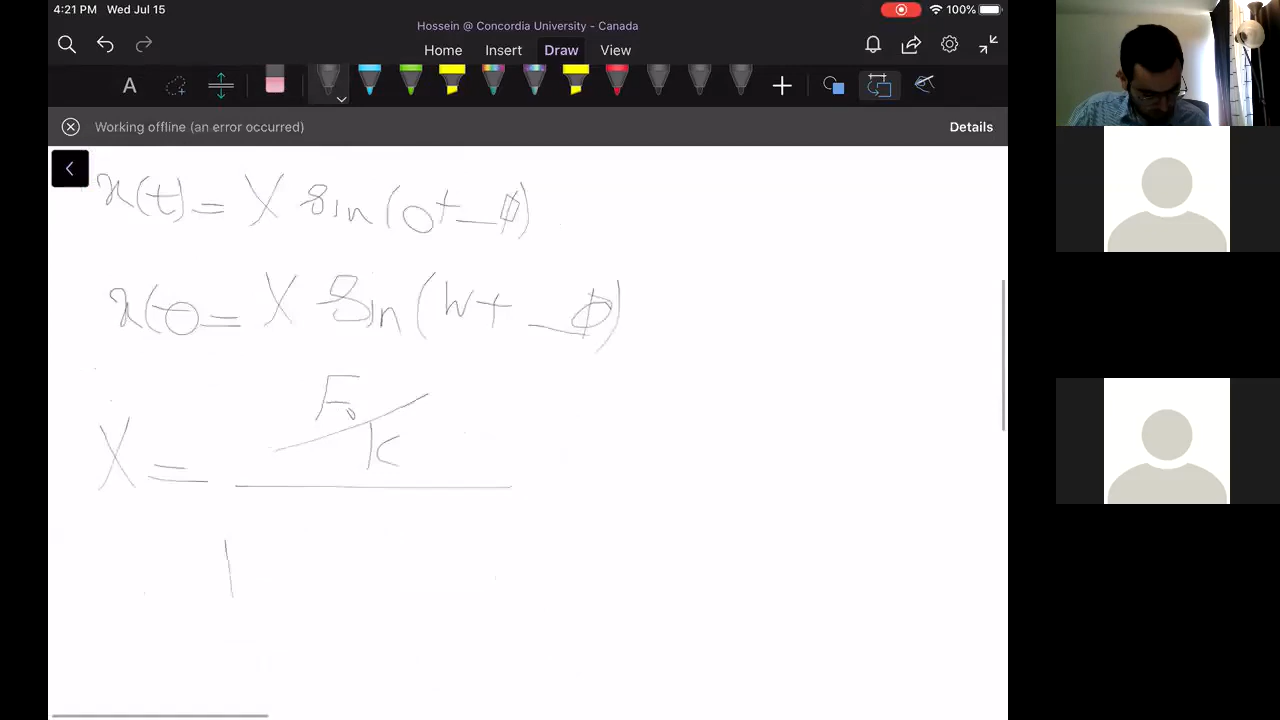 4:21 PM Wed Jul 15
100%
Hossein @ Concordia University - Canada
Home Insert Draw View
A
Working offline (an error occurred)
Details
x(t) = X sin(ωt - φ)
x(t) = X sin(ωt - φ)
X = F₀/k